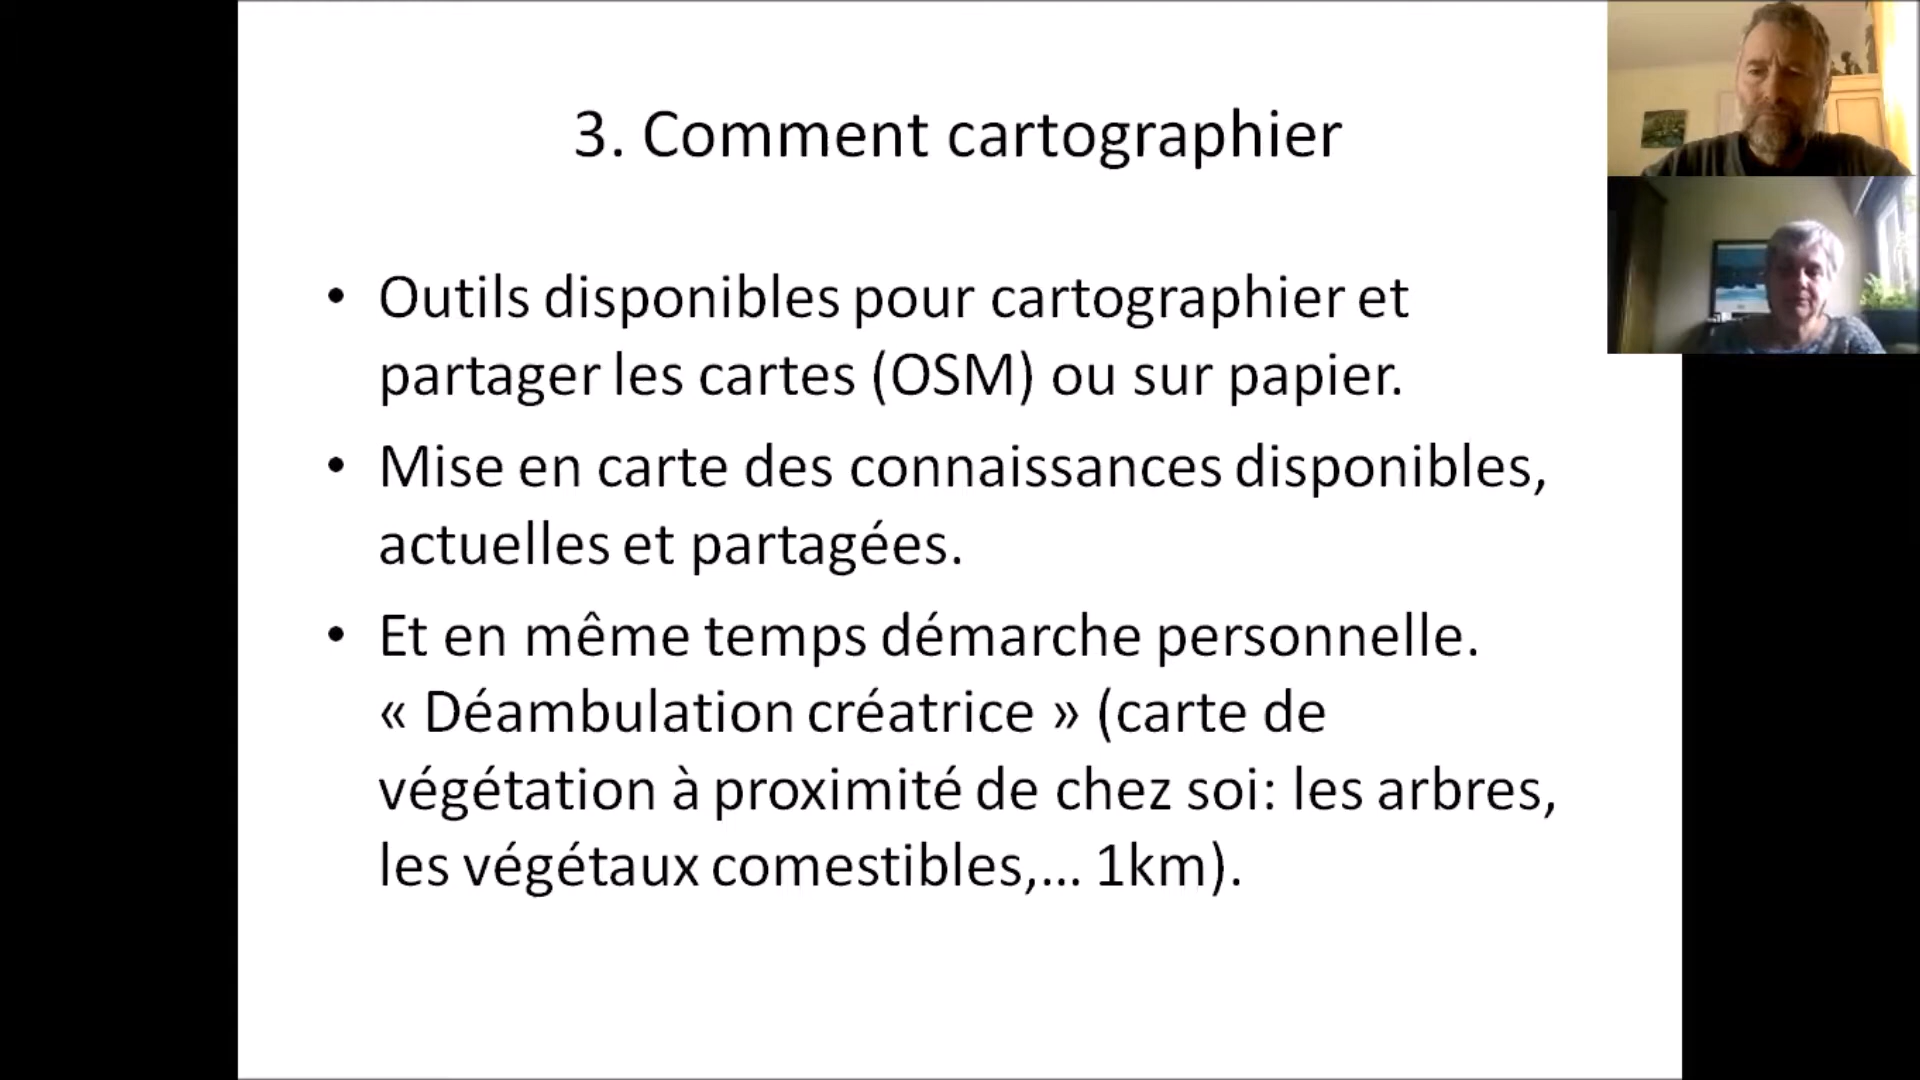 3. Comment cartographier
• Outils disponibles pour cartographier et
partager les cartes (OSM) ou sur papier.
• Mise en carte des connaissances disponibles,
actuelles et partagées.
• Et en même temps démarche personnelle.
« Déambulation créatrice » (carte de
végétation à proximité de chez soi: les arbres,
les végétaux comestibles,... 1km).